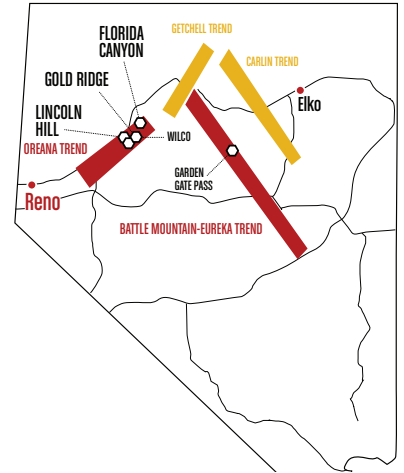 GETCHELL TREND
FLORIDA
CANYON
CARLIN TREND
GOLD RIDGE
Elko
LINCOLN
HILL
WILCO
OREANA TREND
GARDEN
GATE PASS
Reno
BATTLE MOUNTAIN-EUREKA TREND